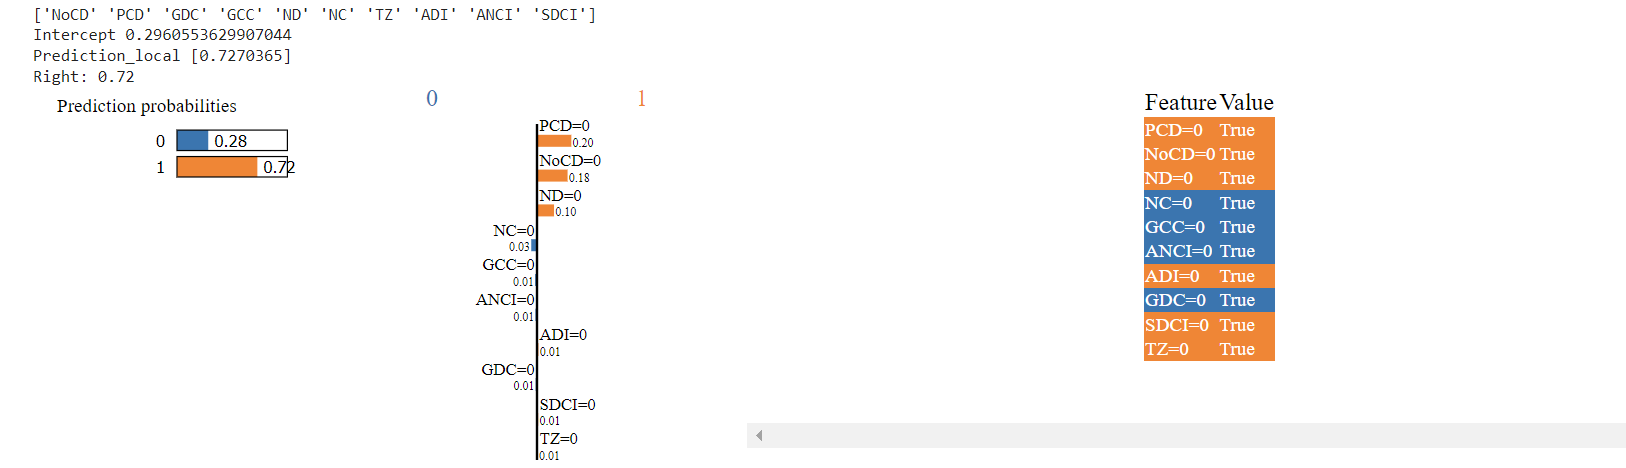 ['NoCD' 'PCD' 'GDC' 'GCC' 'ND' 'NC' 'TZ' 'ADI' 'ANCI' 'SDCI']
Intercept 0.2960553629907044
Prediction_local [0.7270365]
Right: 0.72
Prediction probabilities
0 0.28
1 0.72
0 1
PCD=0
0.20
NoCD=0
0.18
ND=0
0.10
NC=0
0.03
GCC=0
0.01
ANCI=0
0.01
ADI=0
0.01
GDC=0
0.01
SDCI=0
0.01
TZ=0
0.01
Feature Value
PCD=0 True
NoCD=0 True
ND=0 True
NC=0 True
GCC=0 True
ANCI=0 True
ADI=0 True
GDC=0 True
SDCI=0 True
TZ=0 True